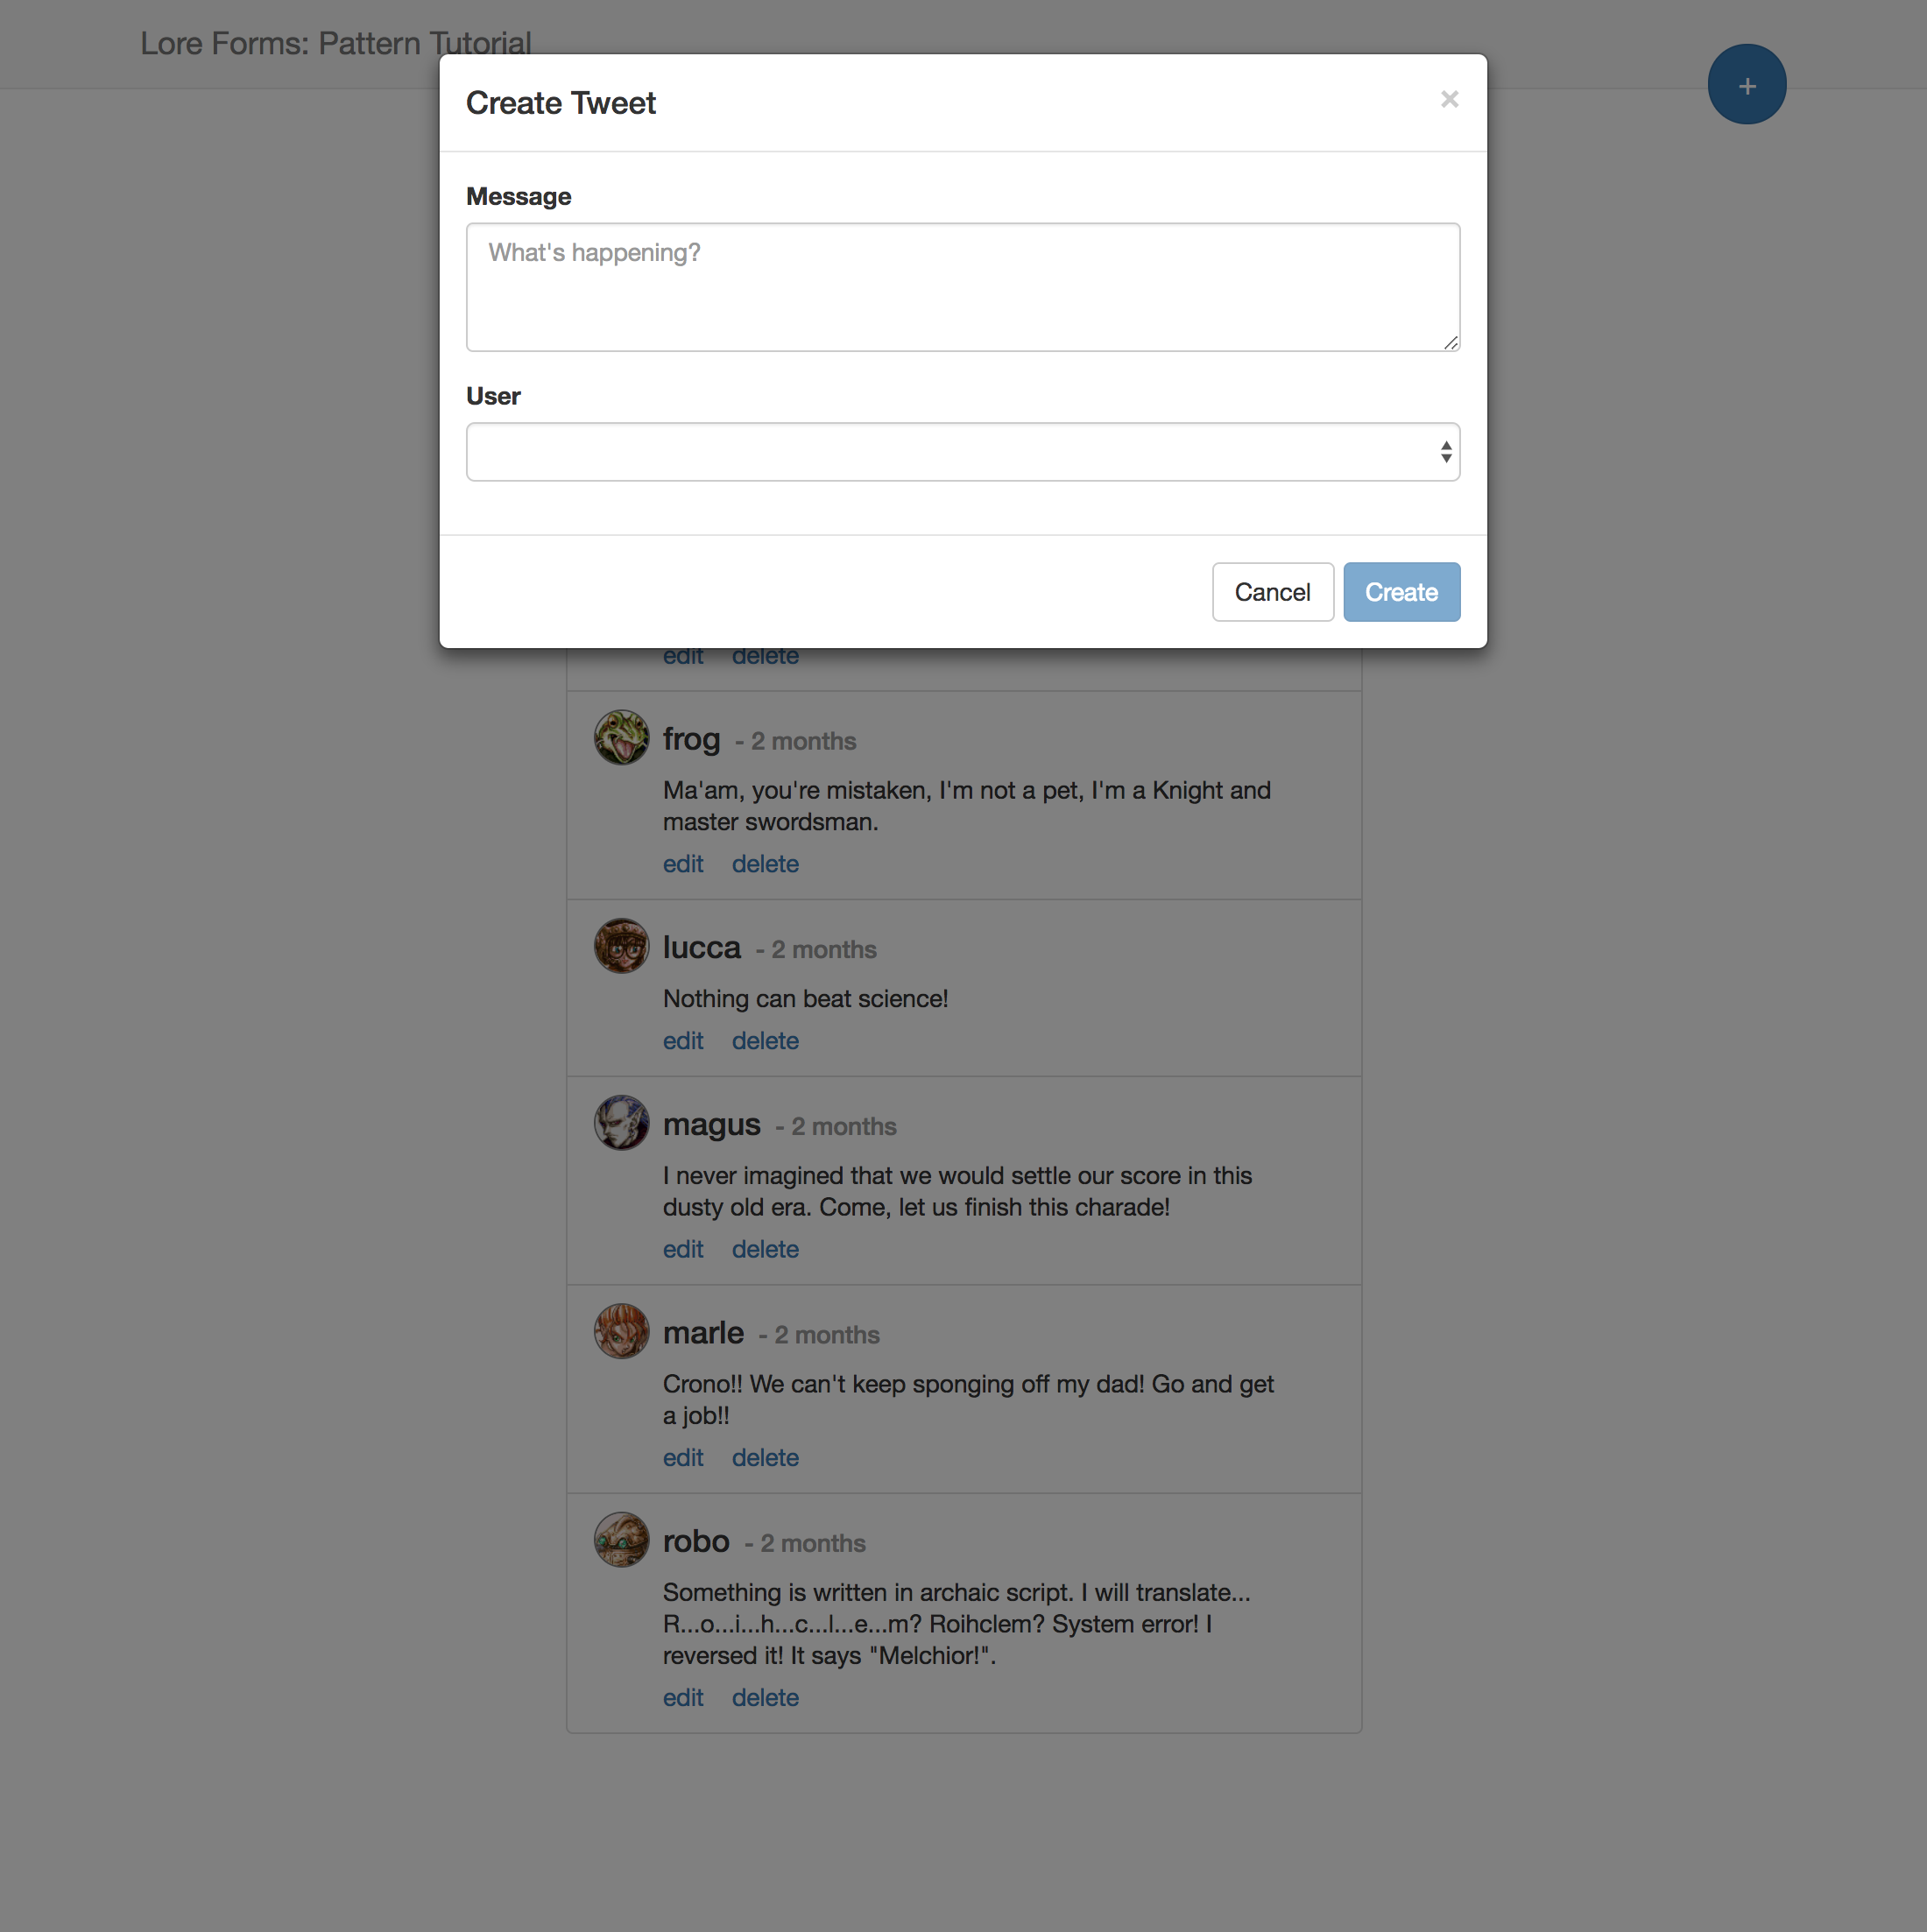 Lore Forms: Pattern Tutorial
+
Create Tweet
×
Message
What's happening?
User
Cancel Create
edit delete
frog - 2 months
Ma'am, you're mistaken, I'm not a pet, I'm a Knight and
master swordsman.
edit delete
lucca - 2 months
Nothing can beat science!
edit delete
magus - 2 months
I never imagined that we would settle our score in this
dusty old era. Come, let us finish this charade!
edit delete
marle - 2 months
Crono!! We can't keep sponging off my dad! Go and get
a job!!
edit delete
robo - 2 months
Something is written in archaic script. I will translate...
R...o...i...h...c...l...e...m? Roihclem? System error! I
reversed it! It says "Melchior!".
edit delete